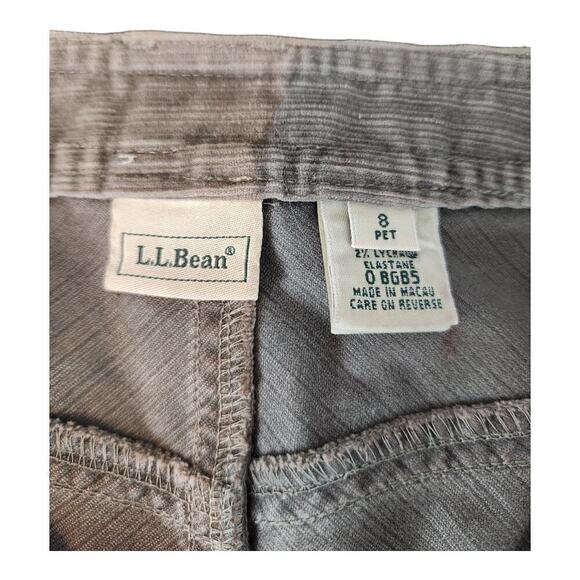 L.L.Bean®
8
PET
2% LYCRA®
ELASTANE
0 BGB5
MADE IN MACAU
CARE ON REVERSE